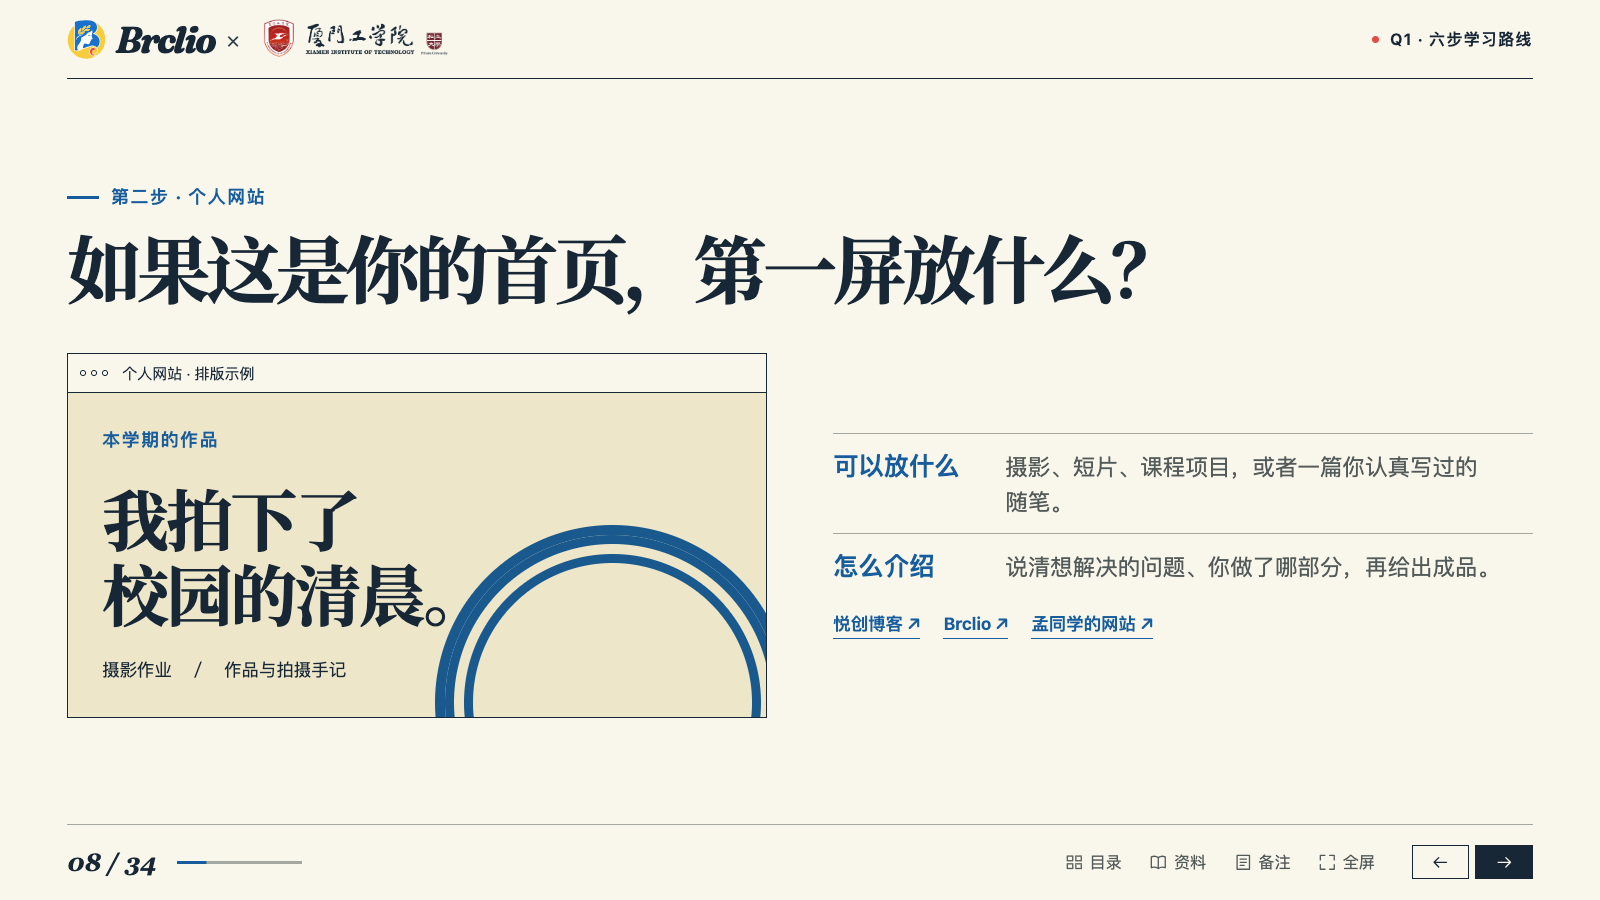 Brclio ×
厦门工学院
XIAMEN INSTITUTE OF TECHNOLOGY
Q1 · 六步学习路线
第二步 · 个人网站
如果这是你的首页，第一屏放什么？
个人网站 · 排版示例
本学期的作品
我拍下了
校园的清晨。
摄影作业 / 作品与拍摄手记
可以放什么
摄影、短片、课程项目，或者一篇你认真写过的
随笔。
怎么介绍
说清想解决的问题、你做了哪部分，再给出成品。
悦创博客 ↗ Brclio ↗ 孟同学的网站 ↗
08 / 34
目录 资料 备注 全屏 ← →